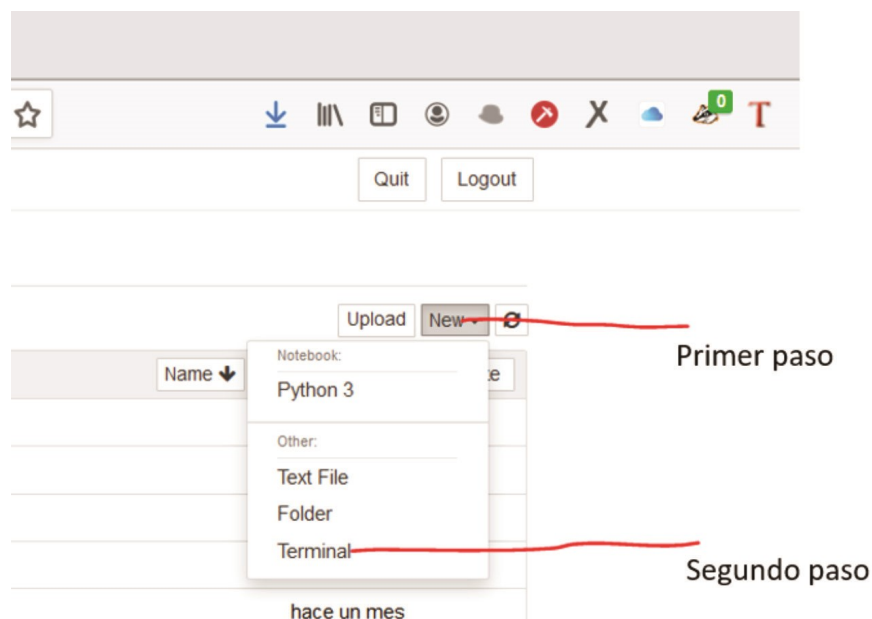 0
T
Quit Logout
Upload New
Primer paso
Name
Notebook:
Python 3
Other:
Text File
Folder
Terminal
Segundo paso
hace un mes